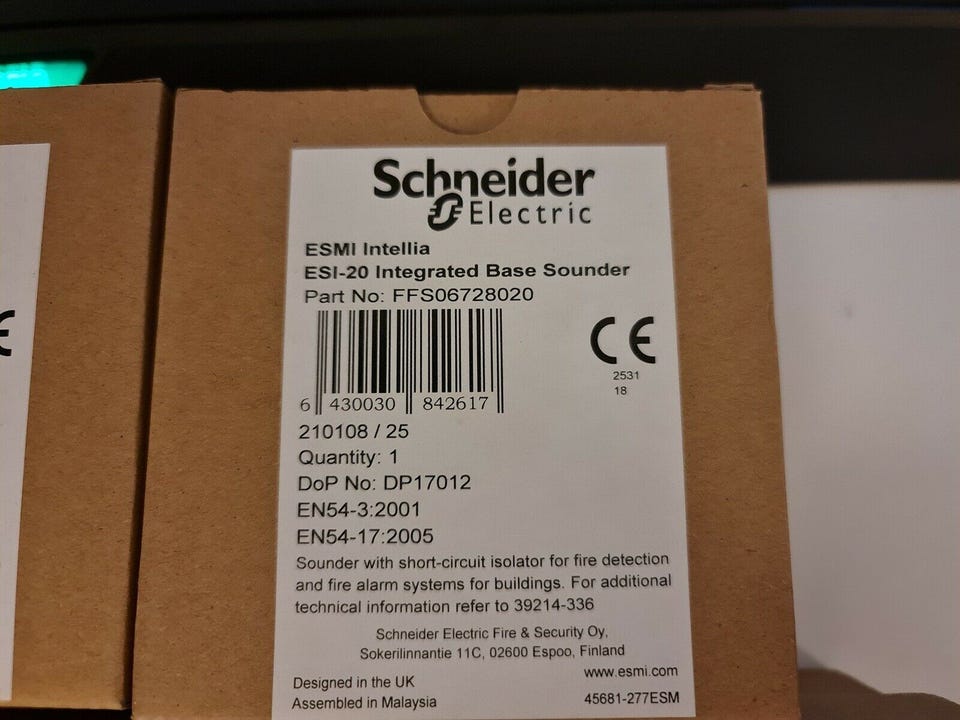 Schneider
Electric
ESMI Intellia
ESI-20 Integrated Base Sounder
Part No: FFS06728020
CE
2531
18
6 430030 842617
210108 / 25
Quantity: 1
DoP No: DP17012
EN54-3:2001
EN54-17:2005
Sounder with short-circuit isolator for fire detection
and fire alarm systems for buildings. For additional
technical information refer to 39214-336
Schneider Electric Fire & Security Oy,
Sokerilinnantie 11C, 02600 Espoo, Finland
www.esmi.com
Designed in the UK
Assembled in Malaysia
45681-277ESM